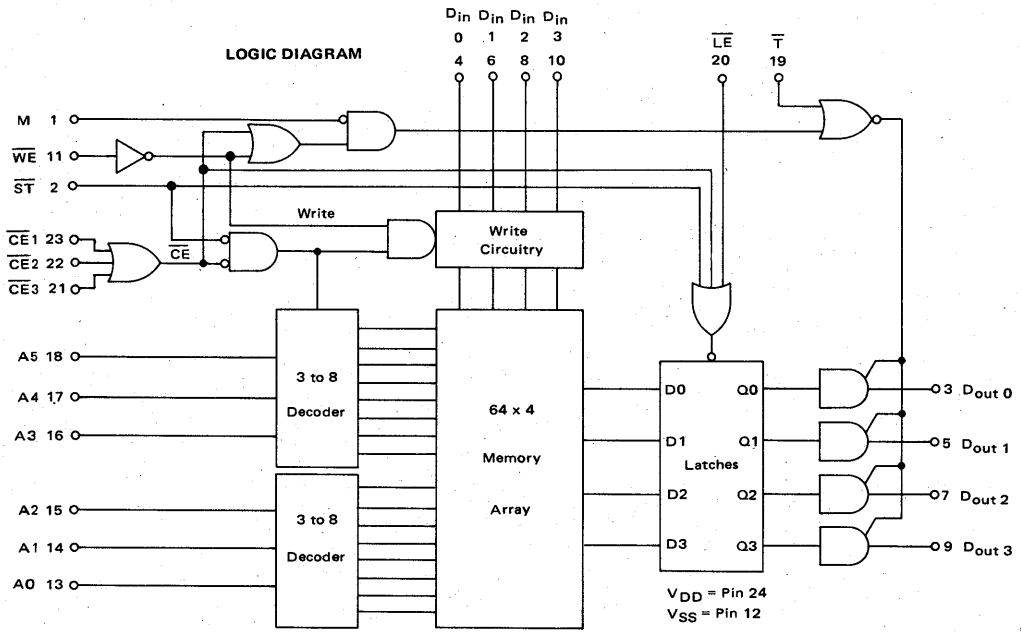 LOGIC DIAGRAM
Din 0 4
Din 1 6
Din 2 8
Din 3 10
LE 20
T 19
M 1
WE 11
ST 2
CE1 23
CE2 22
CE3 21
CE
Write
Write Circuitry
A5 18
A4 17
A3 16
3 to 8 Decoder
A2 15
A1 14
A0 13
3 to 8 Decoder
64 x 4
Memory
Array
D0 Q0
D1 Q1
Latches
D2 Q2
D3 Q3
3 Dout 0
5 Dout 1
7 Dout 2
9 Dout 3
VDD = Pin 24
VSS = Pin 12